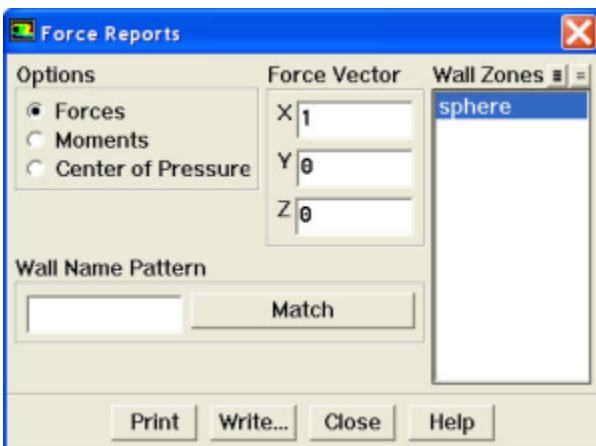 Force Reports
Options
Forces
Moments
Center of Pressure
Force Vector
X 1
Y 0
Z 0
Wall Zones
sphere
Wall Name Pattern
Match
Print Write... Close Help